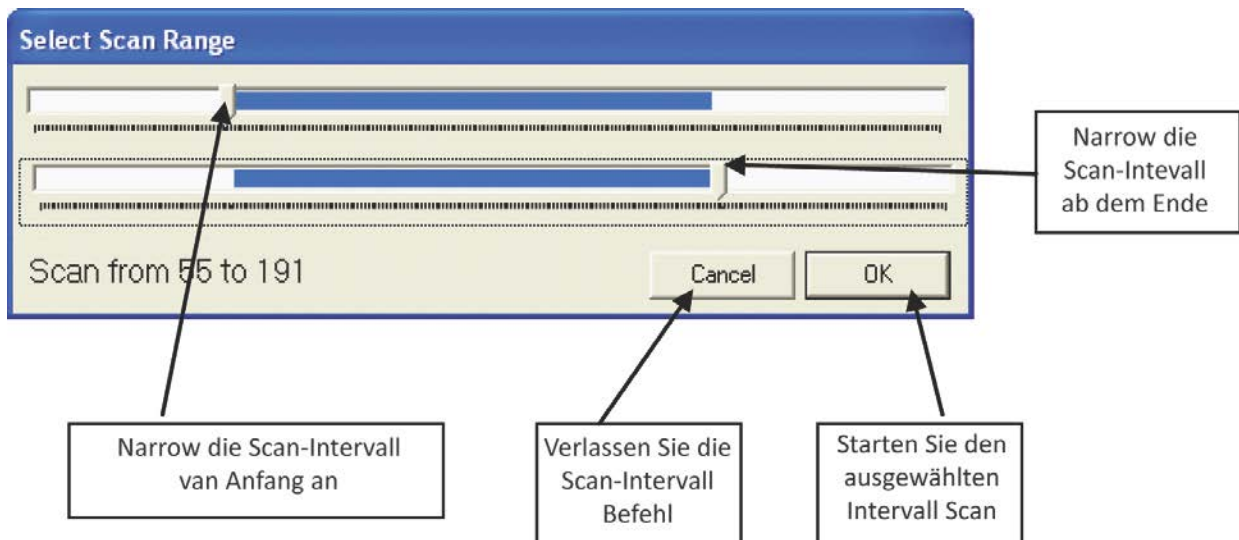 Select Scan Range
Narrow die
Scan-Intevall
ab dem Ende
Scan from 55 to 191
Cancel
OK
Narrow die Scan-Intervall
van Anfang an
Verlassen Sie die
Scan-Intervall
Befehl
Starten Sie den
ausgewählten
Intervall Scan